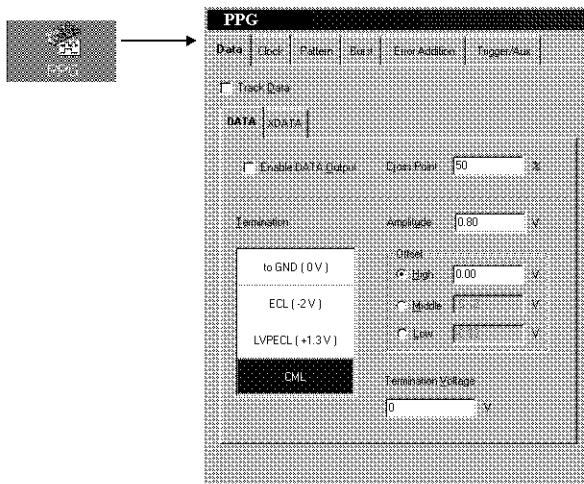 PPG
PPG
Data Clock Pattern Burst Error Addition Trigger/Aux
Track Data
DATA XDATA
Enable DATA Output Cross Point 50 %
Termination Amplitude 0.80 V
Offset
to GND ( 0 V ) High 0.00 V
ECL ( -2 V ) Middle V
LVPECL ( +1.3 V ) Low V
CML
Termination Voltage
0 V